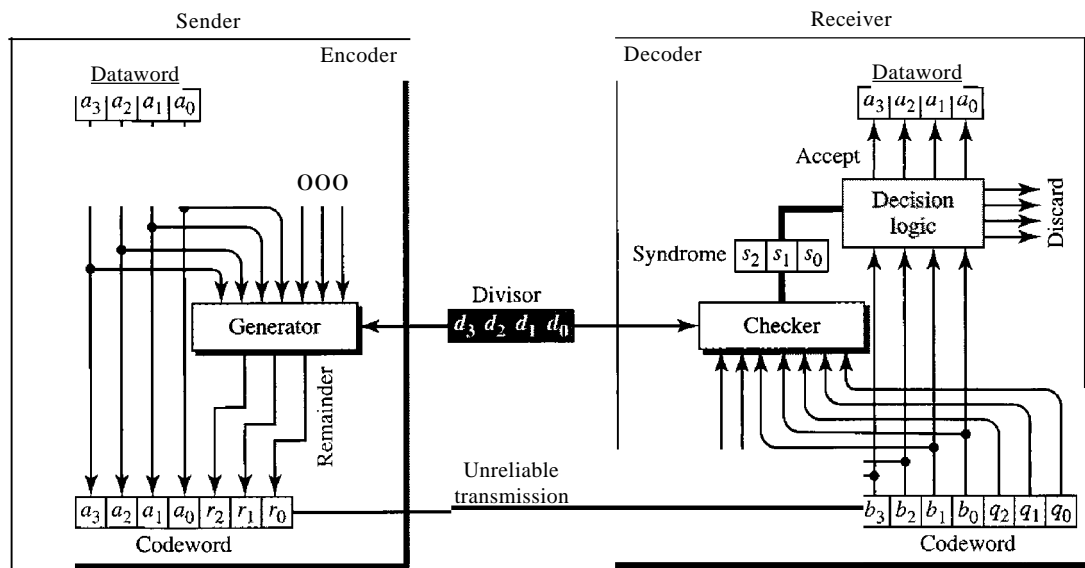 Sender
Receiver
Encoder
Decoder
Dataword
a3 a2 a1 a0
Dataword
a3 a2 a1 a0
Accept
OOO
Decision
logic
Discard
Syndrome
s2 s1 s0
Generator
Divisor
d3 d2 d1 d0
Checker
Remainder
Unreliable
transmission
a3 a2 a1 a0 r2 r1 r0
b3 b2 b1 b0 q2 q1 q0
Codeword
Codeword